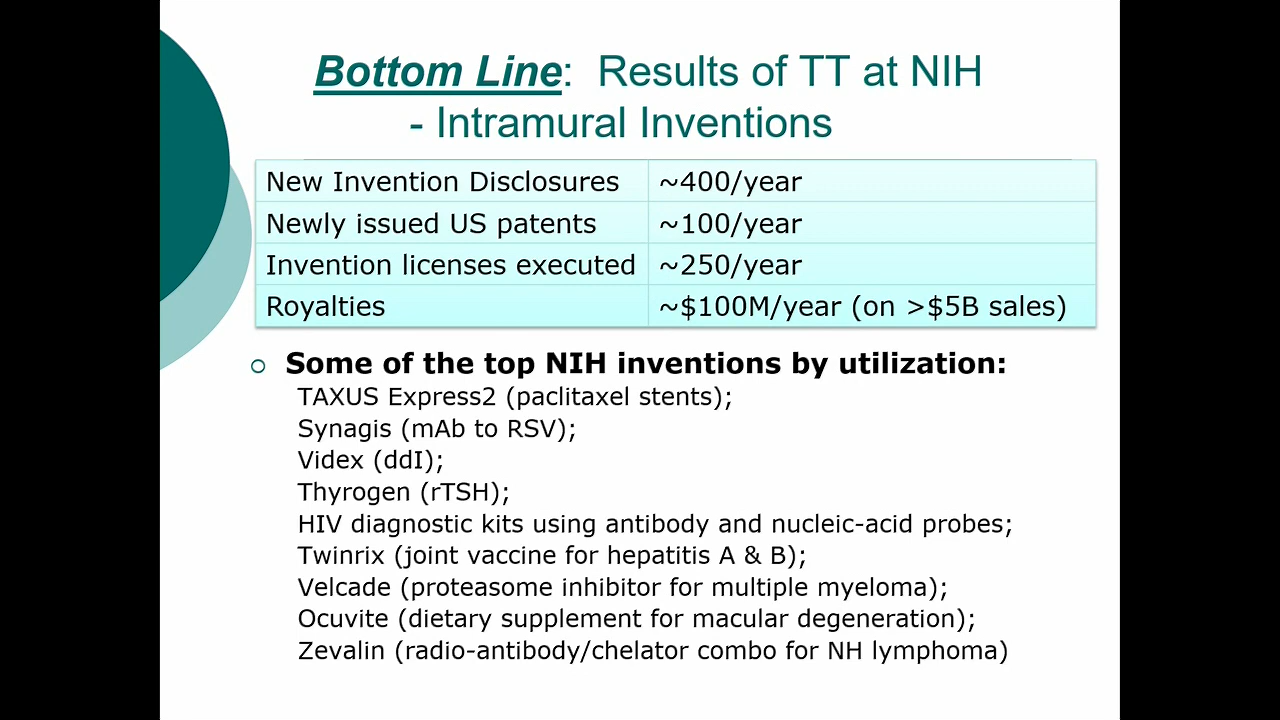 Bottom Line: Results of TT at NIH
- Intramural Inventions
New Invention Disclosures ~400/year
Newly issued US patents ~100/year
Invention licenses executed ~250/year
Royalties ~$100M/year (on >$5B sales)
Some of the top NIH inventions by utilization:
TAXUS Express2 (paclitaxel stents);
Synagis (mAb to RSV);
Videx (ddI);
Thyrogen (rTSH);
HIV diagnostic kits using antibody and nucleic-acid probes;
Twinrix (joint vaccine for hepatitis A & B);
Velcade (proteasome inhibitor for multiple myeloma);
Ocuvite (dietary supplement for macular degeneration);
Zevalin (radio-antibody/chelator combo for NH lymphoma)